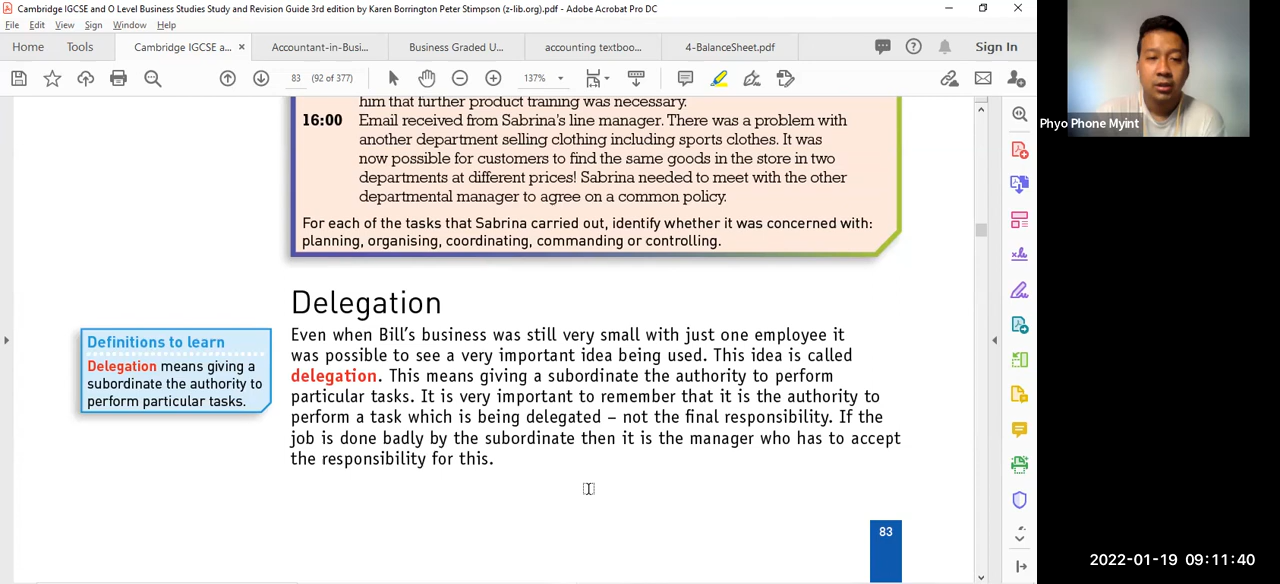 Cambridge IGCSE and O Level Business Studies Study and Revision Guide 3rd edition by Karen Borrington Peter Stimpson (z-lib.org).pdf - Adobe Acrobat Pro DC
File Edit View Sign Window Help
Home Tools Cambridge IGCSE a... × Accountant-in-Busi... Business Graded U... accounting textboo... 4-BalanceSheet.pdf Sign In
83 (92 of 377) 137%
him that further product training was necessary.
16:00 Email received from Sabrina's line manager. There was a problem with
another department selling clothing including sports clothes. It was
now possible for customers to find the same goods in the store in two
departments at different prices! Sabrina needed to meet with the other
departmental manager to agree on a common policy.
For each of the tasks that Sabrina carried out, identify whether it was concerned with:
planning, organising, coordinating, commanding or controlling.
Delegation
Even when Bill's business was still very small with just one employee it
was possible to see a very important idea being used. This idea is called
delegation. This means giving a subordinate the authority to perform
particular tasks. It is very important to remember that it is the authority to
perform a task which is being delegated – not the final responsibility. If the
job is done badly by the subordinate then it is the manager who has to accept
the responsibility for this.
Definitions to learn
Delegation means giving a
subordinate the authority to
perform particular tasks.
83
Phyo Phone Myint
2022-01-19 09:11:40